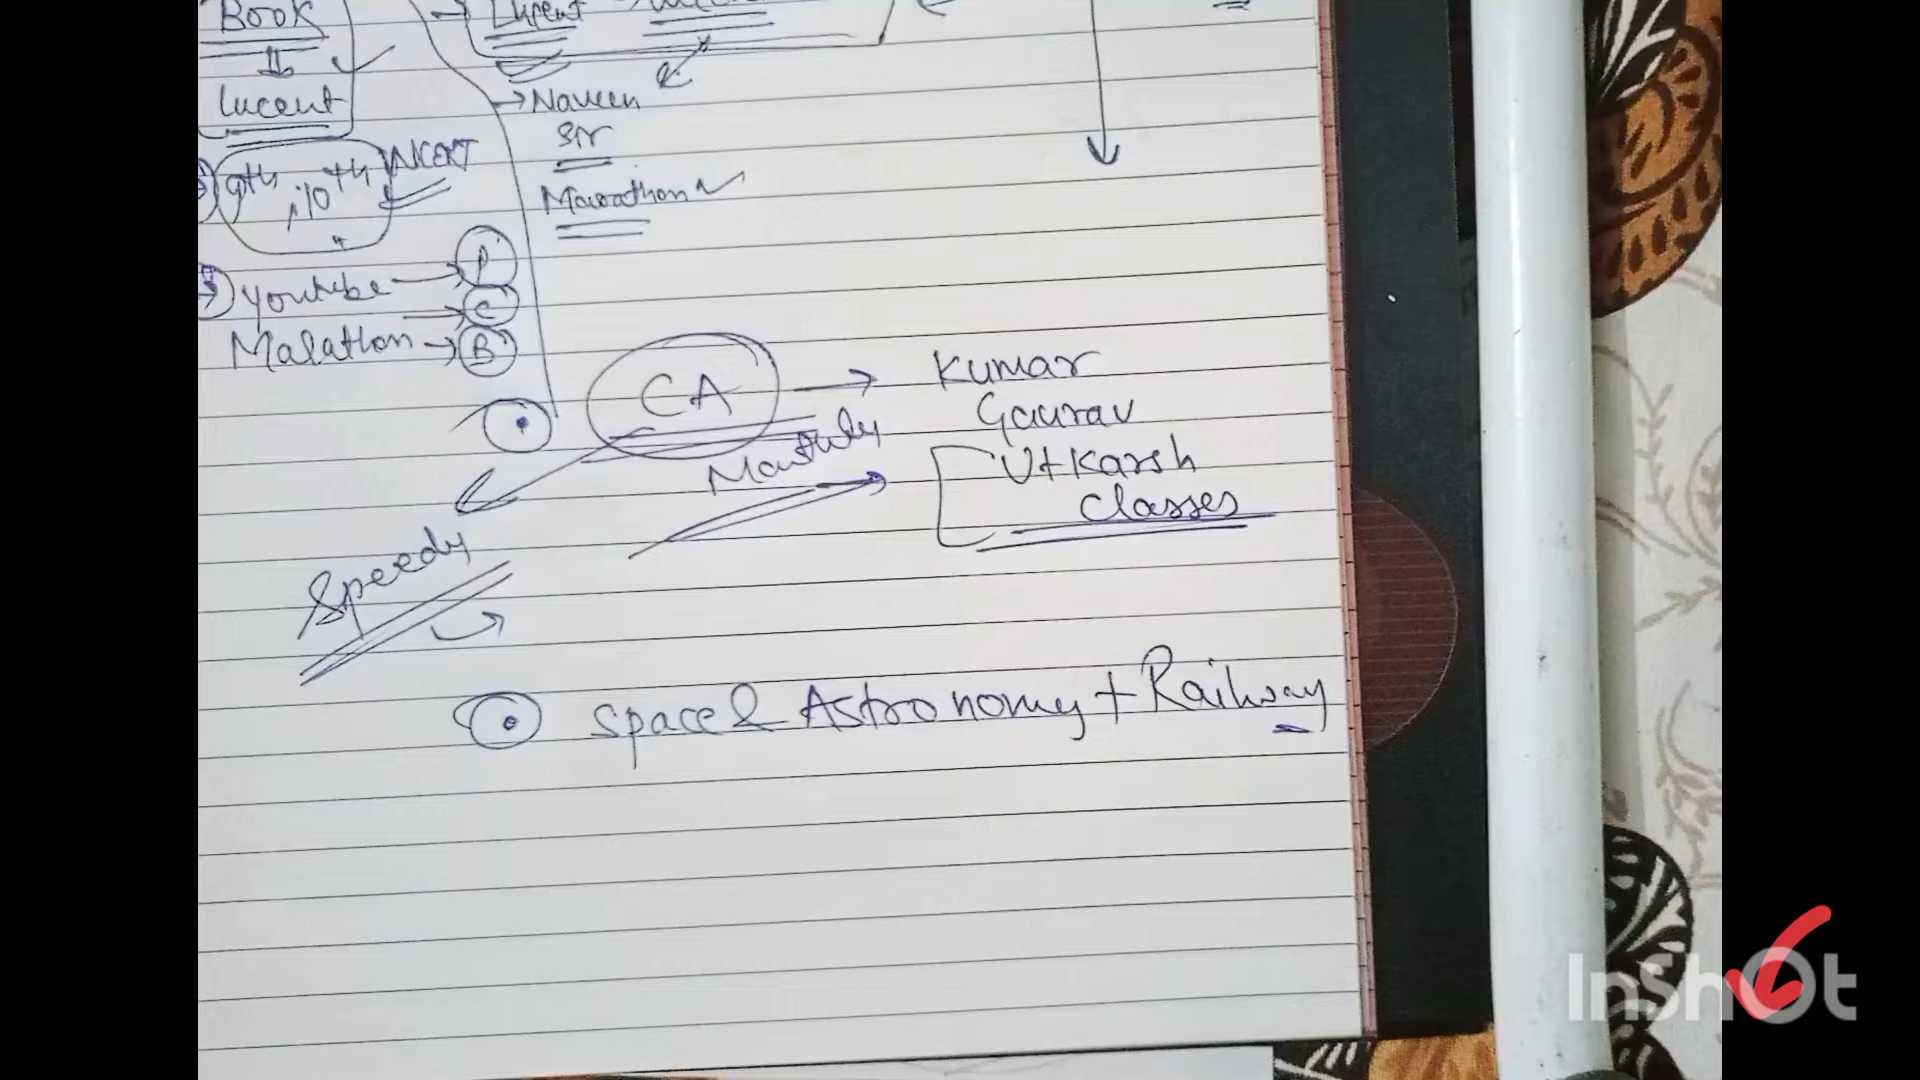 Book
Lucent
Lucent
→ Naveen
Sir
Marathon
9th, 10th NCERT
3) Youtube → P
Malathon → C
→ B
CA → Kumar
Gaurav
Monthly → Utkarsh
Classes
Speedy
Space & Astronomy + Railway
InShOt